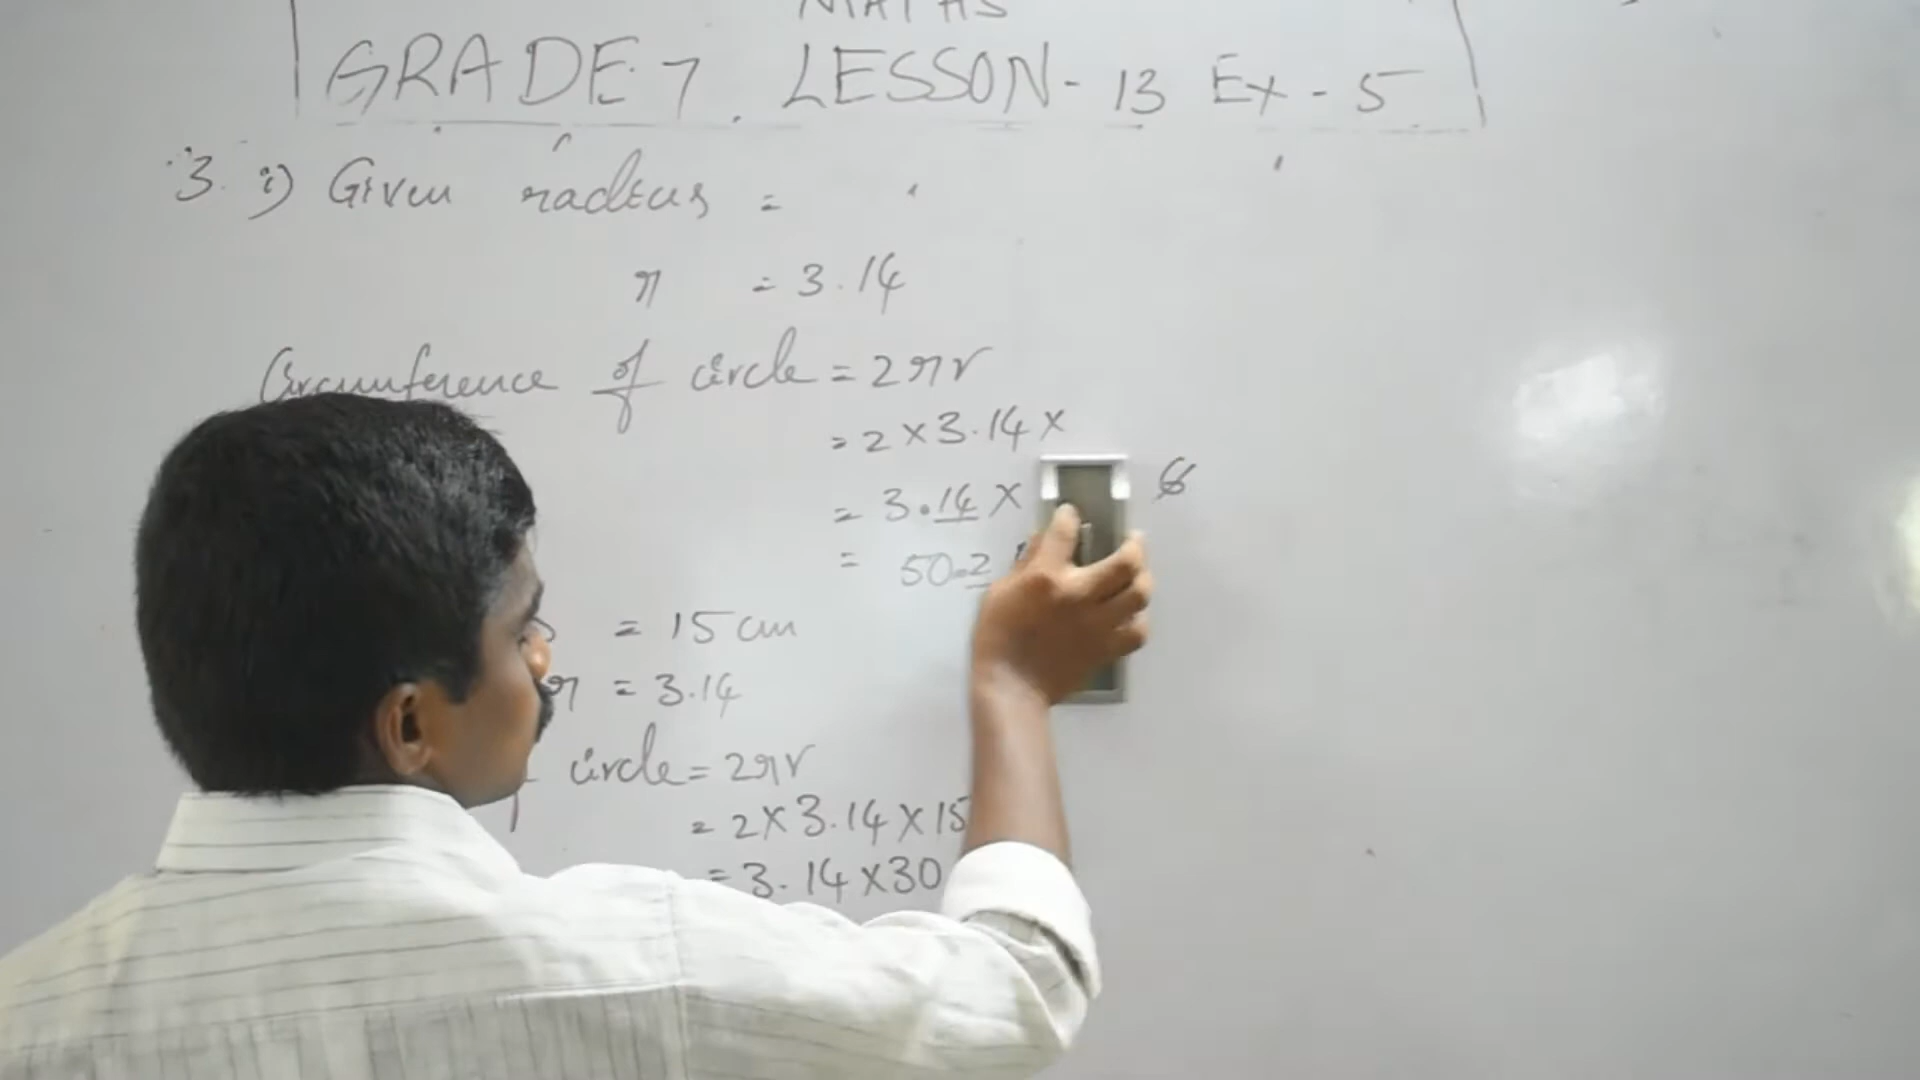 MATHS
GRADE 7. LESSON - 13 Ex - 5
3. i) Given radius =
π = 3.14
Circumference of circle = 2πr
= 2 × 3.14 ×
= 3.14 ×
= 50.2
= 15 cm
π = 3.14
circle = 2πr
= 2 × 3.14 × 15
= 3.14 × 30